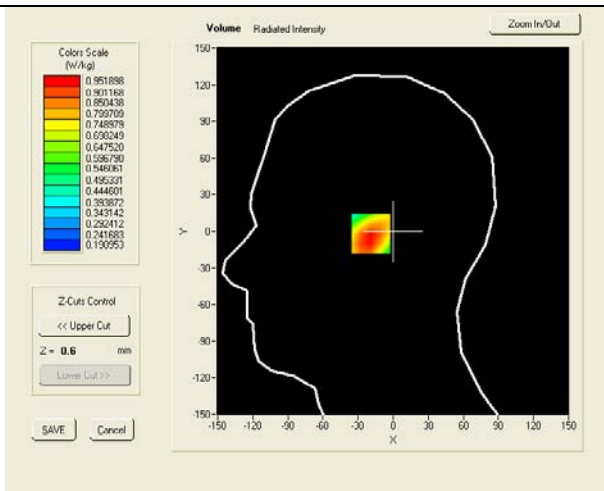 Volume Radiated Intensity
Zoom In/Out
Colors Scale
(W/kg)
0.951898
0.901168
0.850438
0.799709
0.748979
0.698249
0.647520
0.596790
0.546061
0.495331
0.444601
0.393872
0.343142
0.292412
0.241683
0.190953
Z-Cuts Control
<< Upper Cut
Z = 0.6 mm
Lower Cut >>
SAVE Cancel
150
120
90
60
30
0
-30
-60
-90
-120
-150
Y
-150 -120 -90 -60 -30 0 30 60 90 120 150
X